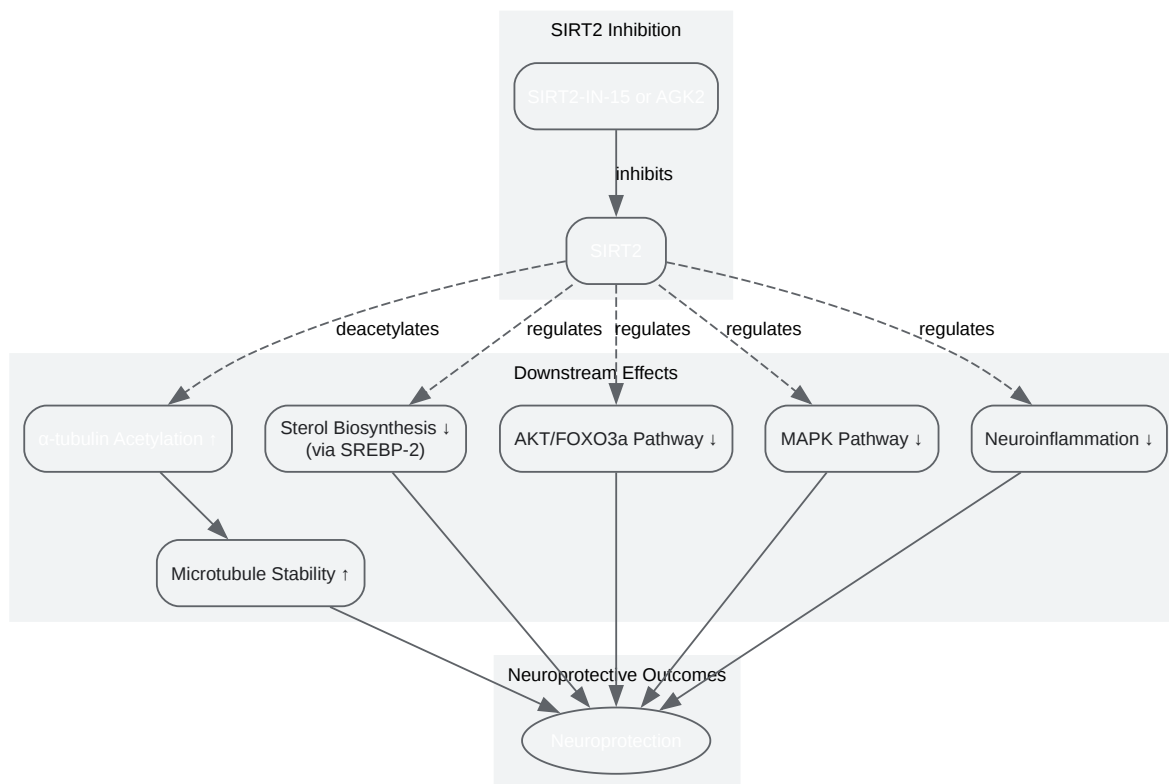 SIRT2 Inhibition
SIRT2-IN-15 or AGK2
inhibits
SIRT2
deacetylates
regulates
regulates
regulates
regulates
Downstream Effects
α-tubulin Acetylation ↑
Sterol Biosynthesis ↓
(via SREBP-2)
AKT/FOXO3a Pathway ↓
MAPK Pathway ↓
Neuroinflammation ↓
Microtubule Stability ↑
Neuroprotective Outcomes
Neuroprotection